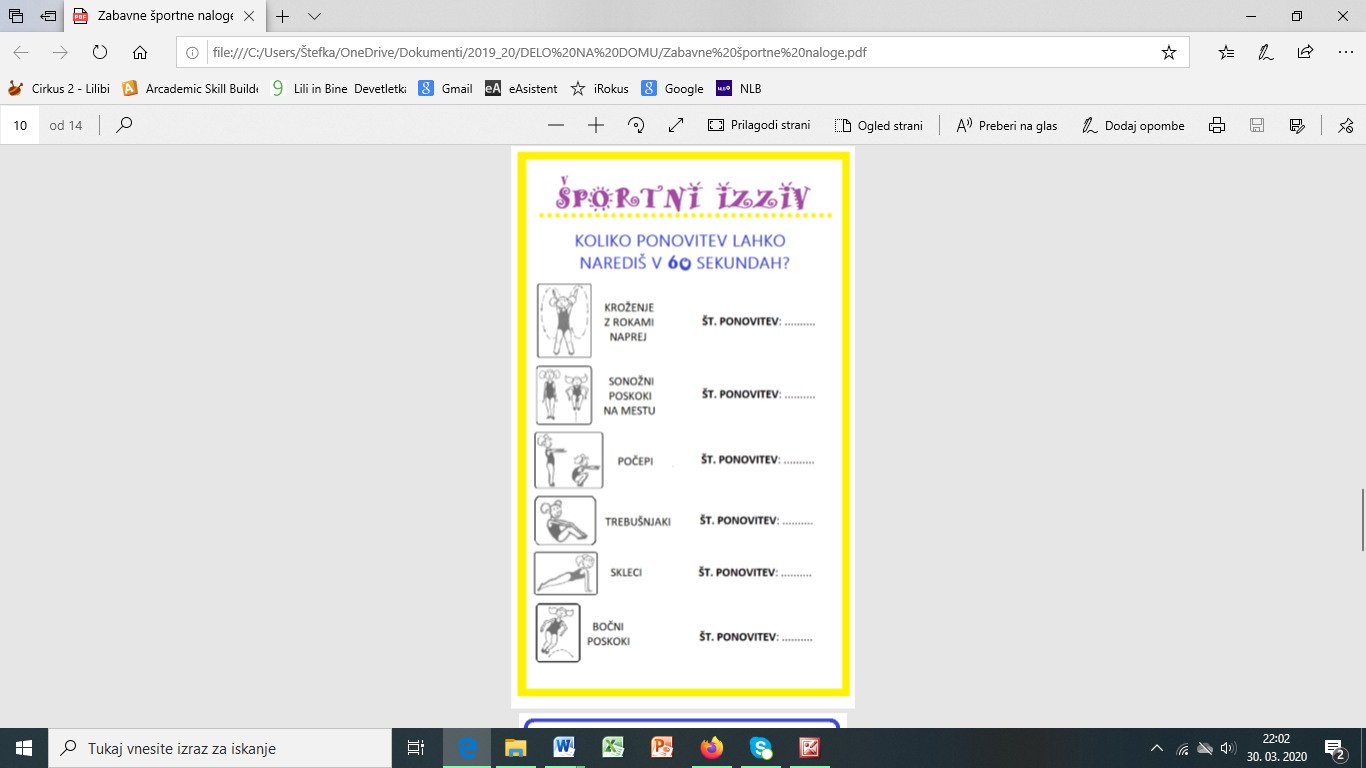 Zabavne športne naloge
file:///C:/Users/Štefka/OneDrive/Dokumenti/2019_20/DELO%20NA%20DOMU/Zabavne%20športne%20naloge.pdf
Cirkus 2 - Lilibi
Arcademic Skill Builde
Lili in Bine Devetletka
Gmail
eAsistent
iRokus
Google
NLB
10 od 14
Prilagodi strani
Ogled strani
Preberi na glas
Dodaj opombe
ŠPORTNI IZZIV
KOLIKO PONOVITEV LAHKO
NAREDIŠ V 60 SEKUNDAH?
KROŽENJE
Z ROKAMI
NAPREJ
ŠT. PONOVITEV: ..........
SONOŽNI
POSKOKI
NA MESTU
ŠT. PONOVITEV: ..........
POČEPI
ŠT. PONOVITEV: ..........
TREBUŠNJAKI
ŠT. PONOVITEV: ..........
SKLECI
ŠT. PONOVITEV: ..........
BOČNI
POSKOKI
ŠT. PONOVITEV: ..........
Tukaj vnesite izraz za iskanje
22:02
30. 03. 2020
2